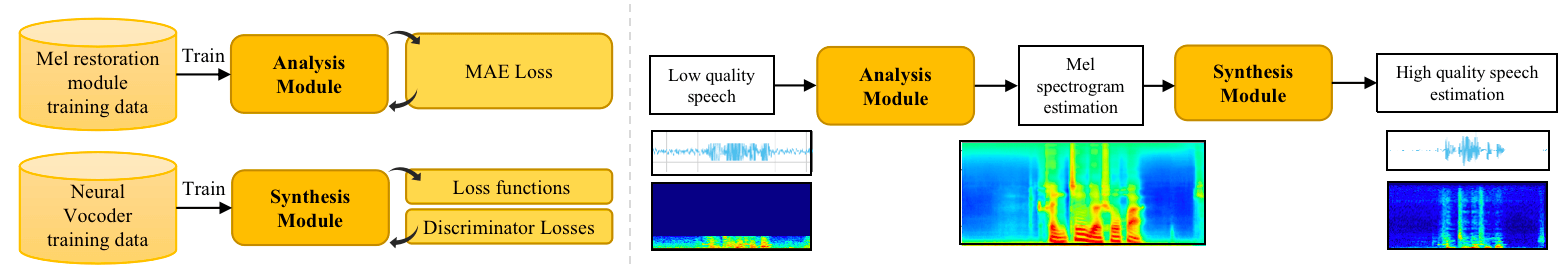 Mel restoration
module
training data
Train
Analysis
Module
MAE Loss
Neural
Vocoder
training data
Train
Synthesis
Module
Loss functions
Discriminator Losses
Low quality
speech
Analysis
Module
Mel
spectrogram
estimation
Synthesis
Module
High quality speech
estimation